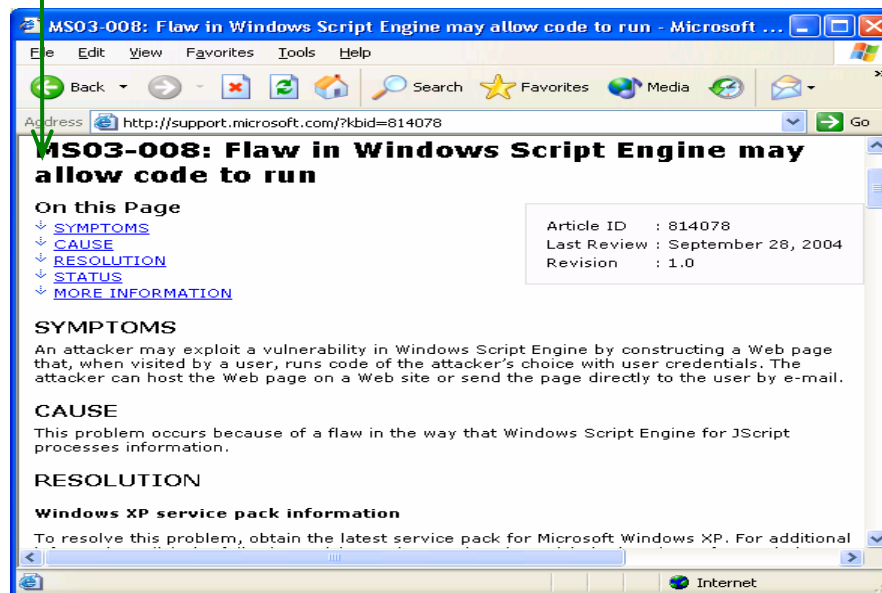 MS03-008: Flaw in Windows Script Engine may allow code to run - Microsoft ...
File Edit View Favorites Tools Help
Back Search Favorites Media
Address http://support.microsoft.com/?kbid=814078 Go
MS03-008: Flaw in Windows Script Engine may
allow code to run
On this Page
SYMPTOMS
CAUSE
RESOLUTION
STATUS
MORE INFORMATION
Article ID : 814078
Last Review : September 28, 2004
Revision : 1.0
SYMPTOMS
An attacker may exploit a vulnerability in Windows Script Engine by constructing a Web page
that, when visited by a user, runs code of the attacker's choice with user credentials. The
attacker can host the Web page on a Web site or send the page directly to the user by e-mail.
CAUSE
This problem occurs because of a flaw in the way that Windows Script Engine for JScript
processes information.
RESOLUTION
Windows XP service pack information
To resolve this problem, obtain the latest service pack for Microsoft Windows XP. For additional
Internet